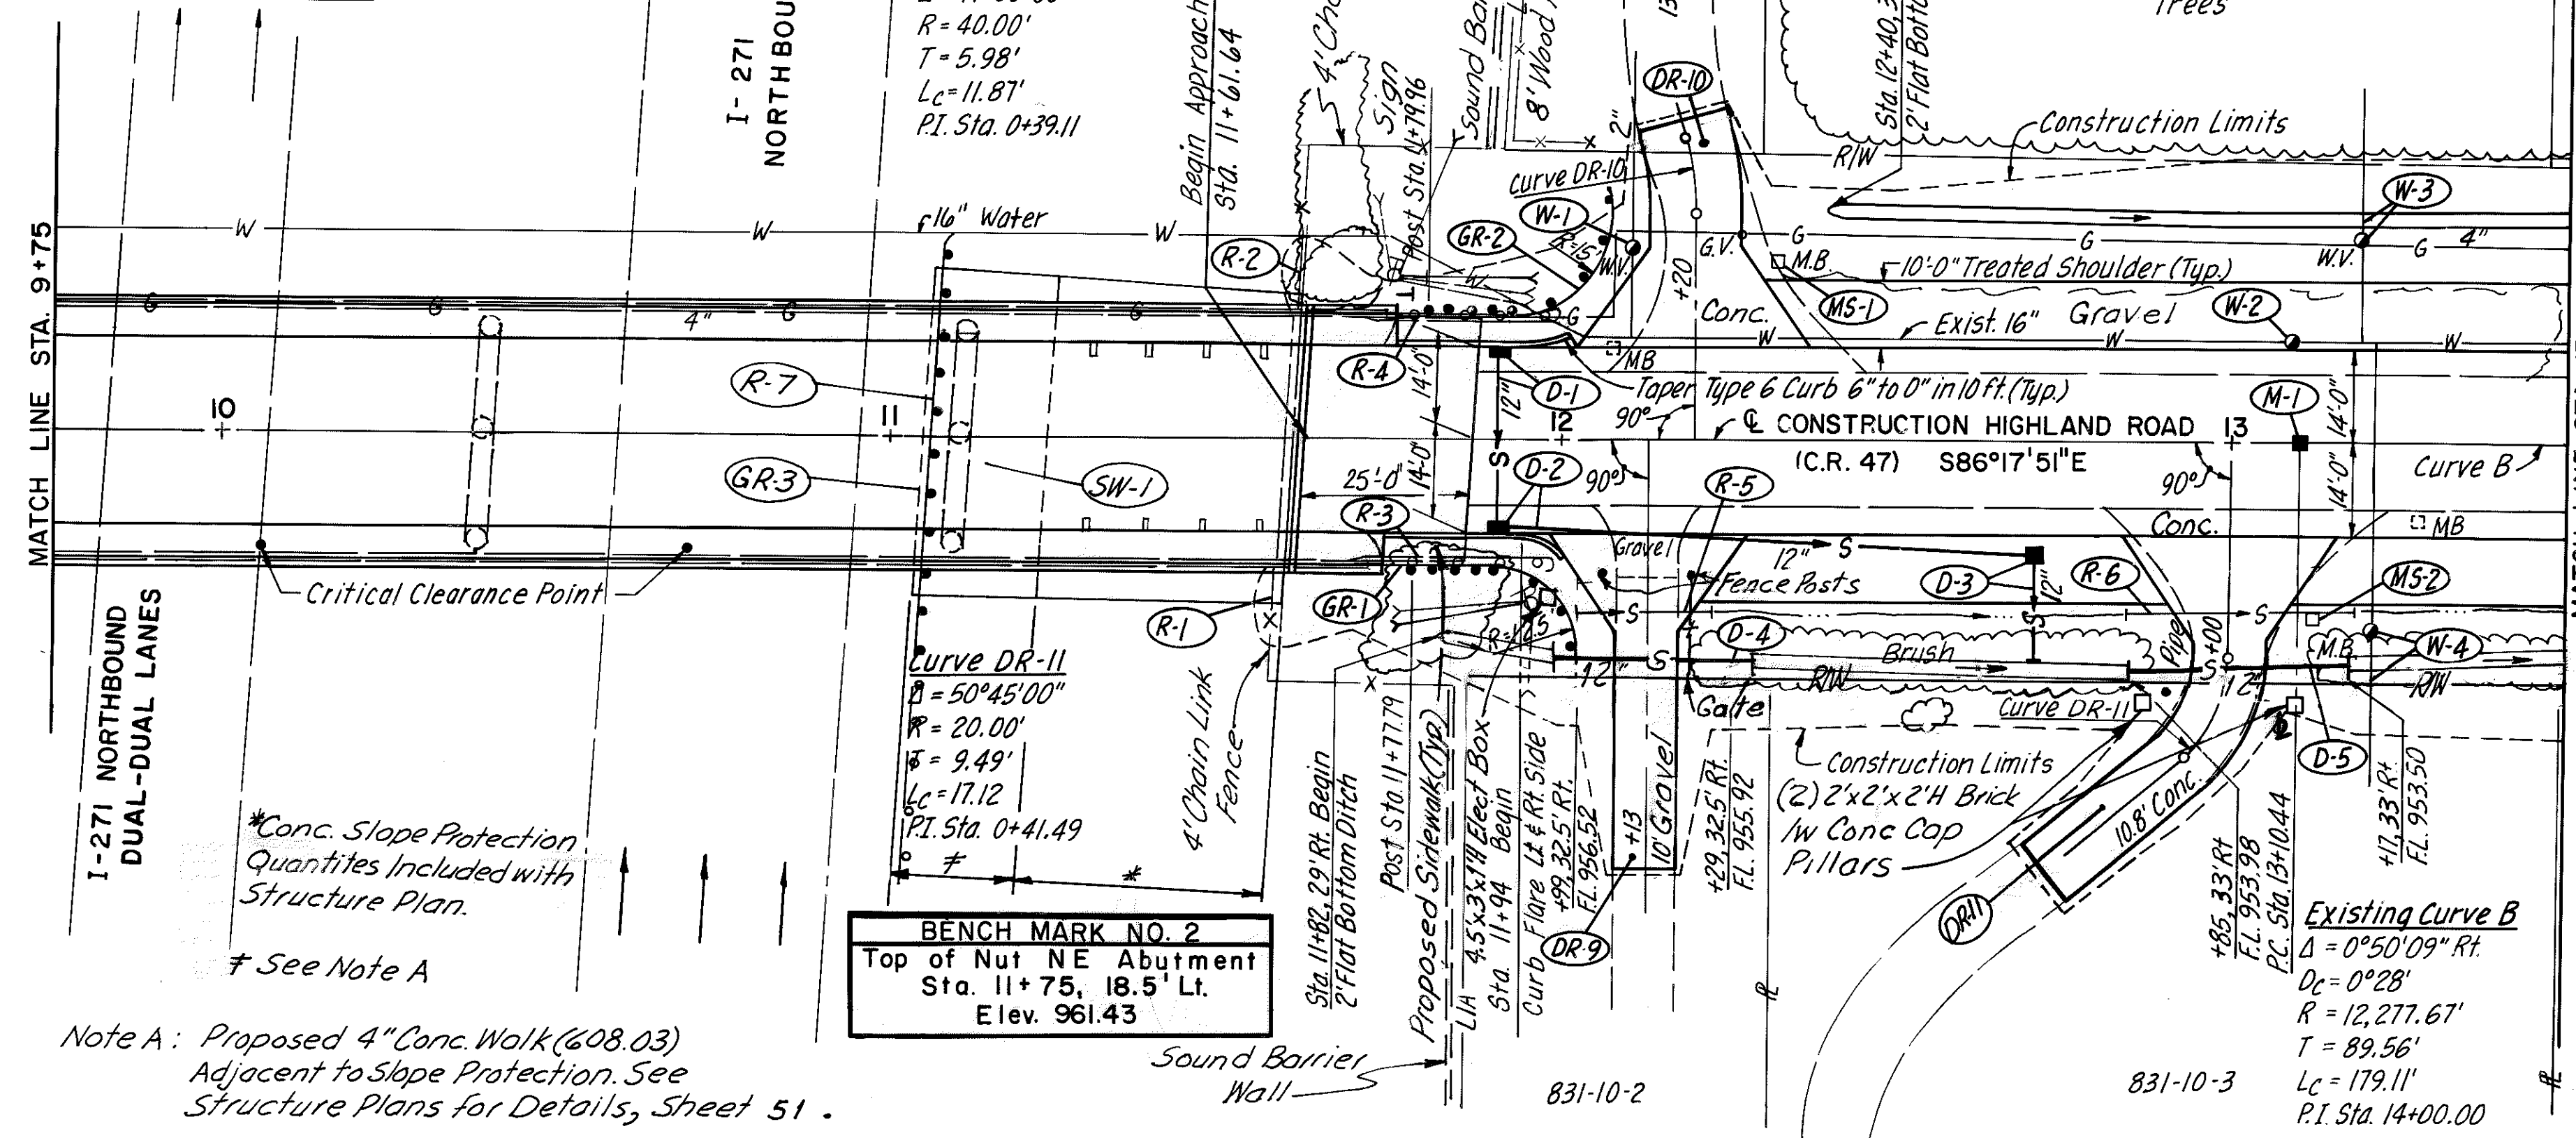 R = 40.00'
T = 5.98'
Lc = 11.87'
P.I. Sta. 0+39.11
I-271
NORTHBOU
Begin Approach
Sta. 11+61.64
4' Cha
Sign
Post Sta. 11+79.96
Sound Bar
8' Wood
2"
DR-10
Sta. 12+40,3
2' Flat Botto
Trees
Construction Limits
R/W
Curve DR-10
W-1
GR-2
R=15'
W.V.
G.V.
+20
M.B.
W-3
G
G
G
4"
W.V.
10'-0" Treated Shoulder (Typ.)
MS-1
W-2
Conc.
Exist. 16"
Gravel
W
W
W
MB
MATCH LINE STA. 9+75
W
16" Water
W
W
R-2
G
G
4"
G
G
G
W
R-4
14'-0"
D-1
12"
Taper Type 6 Curb 6" to 0" in 10 ft. (Typ.)
M-1
14'-0"
R-7
10
11
12
90°
℄ CONSTRUCTION HIGHLAND ROAD
13
(C.R. 47) S86°17'51"E
Curve B
GR-3
SW-1
25'-0"
14'-0"
S
D-2
90°
R-5
90°
14'-0"
R-3
Conc.
MB
Gravel
12"
S
Fence Posts
D-3
12"
R-6
MS-2
Critical Clearance Point
GR-1
R-1
R=12.5
S
D-4
S
S
Pipe
+00
M.B.
W-4
Brush
12"
S
R/W
S
12"
R/W
Gate
Curve DR-11
D-5
I-271 NORTHBOUND
DUAL-DUAL LANES
Curve DR-11
Δ = 50°45'00"
R = 20.00'
T = 9.49'
Lc = 17.12
P.I. Sta. 0+41.49
4' Chain Link
Fence
Sta. 11+82, 29' Rt. Begin
2' Flat Bottom Ditch
Post Sta. 11+77.79
Proposed Sidewalk (Typ.)
L/A
4.5'x3'x1'H Elect Box
Sta. 11+94 Begin
Curb Flare Lt & Rt Side
+99, 32.5' Rt.
F.L. 956.52
+13
10' Gravel
+29, 32.5' Rt.
F.L. 955.92
Construction Limits
(2) 2'x2'x2'H Brick
/w Conc Cap
Pillars
10.8' Conc.
+17, 33' Rt
F.L. 953.50
+85, 33' Rt
F.L. 953.98
P.C. Sta. 13+10.44
DR-9
DR-11
*Conc. Slope Protection
Quantites Included with
Structure Plan.
≠
*
≠ See Note A
BENCH MARK NO. 2
Top of Nut NE Abutment
Sta. 11+75, 18.5' Lt.
Elev. 961.43
Existing Curve B
Δ = 0°50'09" Rt.
Dc = 0°28'
R = 12,277.67'
T = 89.56'
Lc = 179.11'
P.I. Sta. 14+00.00
Note A: Proposed 4" Conc. Walk (608.03)
Adjacent to Slope Protection. See
Structure Plans for Details, Sheet 51.
Sound Barrier
Wall
831-10-2
831-10-3
℄
℄